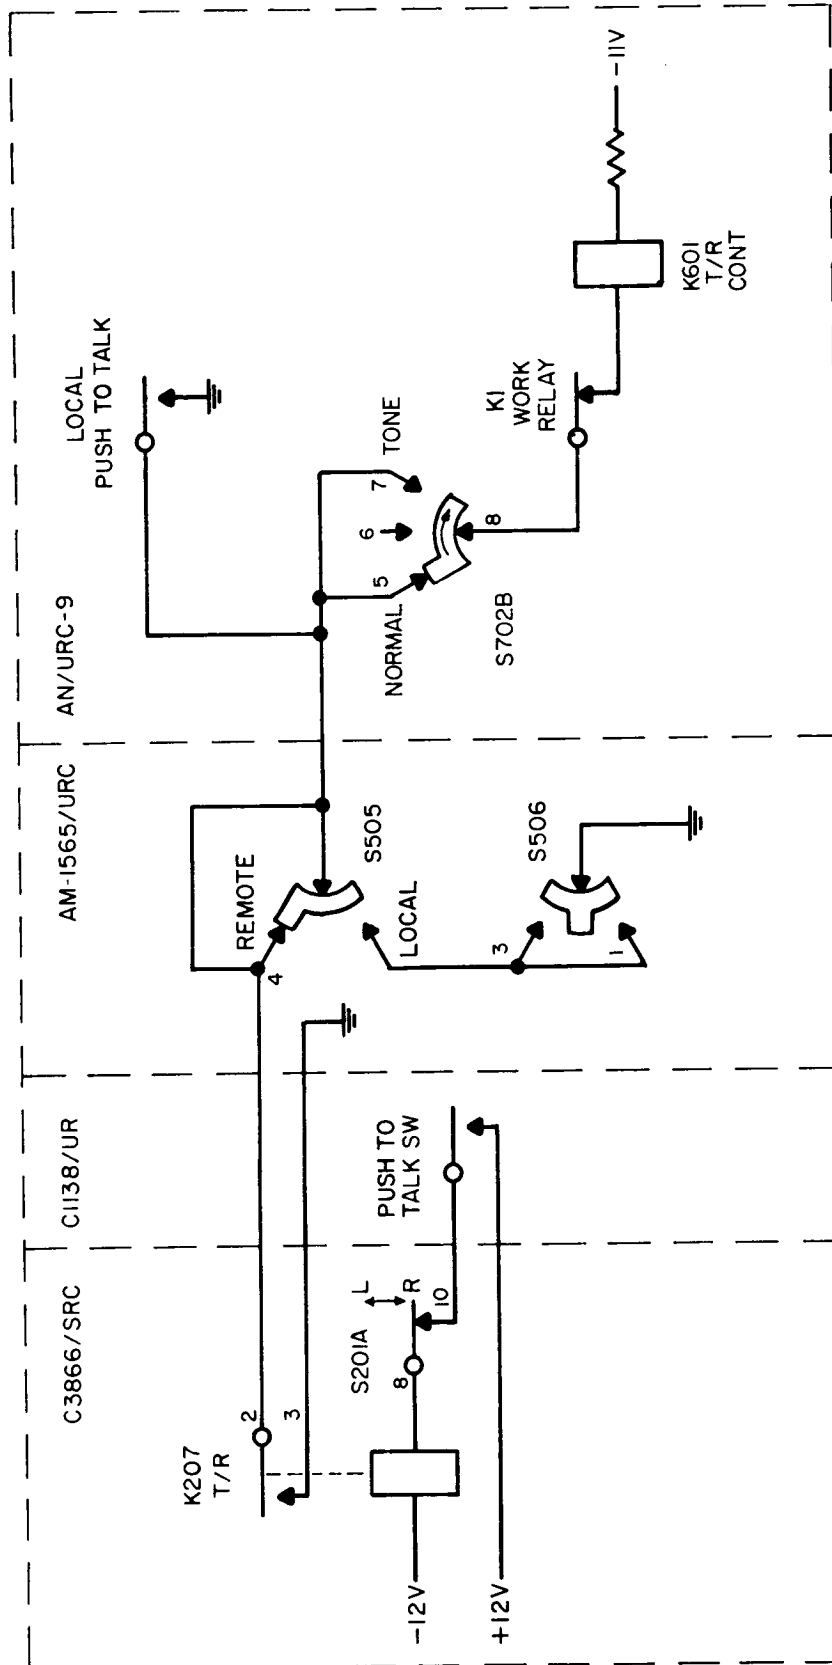 C3866/SRC
C1138/UR
AM-1565/URC
AN/URC-9
K207
T/R
2
3
-12V
+12V
S201A
L
R
8
10
PUSH TO
TALK SW
REMOTE
4
S505
LOCAL
3
1
S506
LOCAL
PUSH TO TALK
NORMAL
5
6
7
TONE
8
S702B
K1
WORK
RELAY
K601
T/R
CONT
-11V